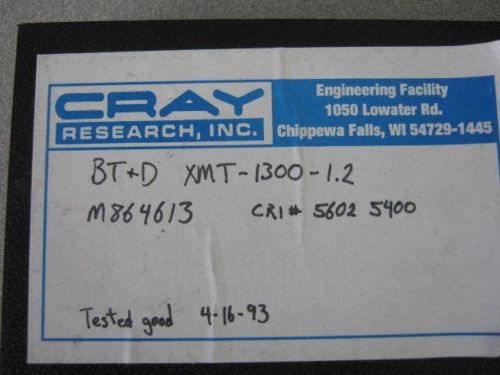 CRAY
RESEARCH, INC.
Engineering Facility
1050 Lowater Rd.
Chippewa Falls, WI 54729-1445
BT+D XMT-1300-1.2
M864613 CRI# 5602 5400
Tested good 4-16-93